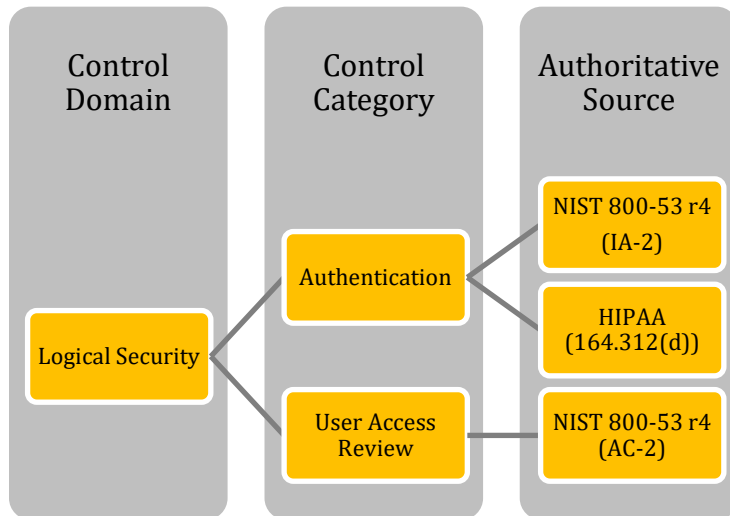 Control
Domain
Control
Category
Authoritative
Source
Logical Security
Authentication
User Access
Review
NIST 800-53 r4
(IA-2)
HIPAA
(164.312(d))
NIST 800-53 r4
(AC-2)